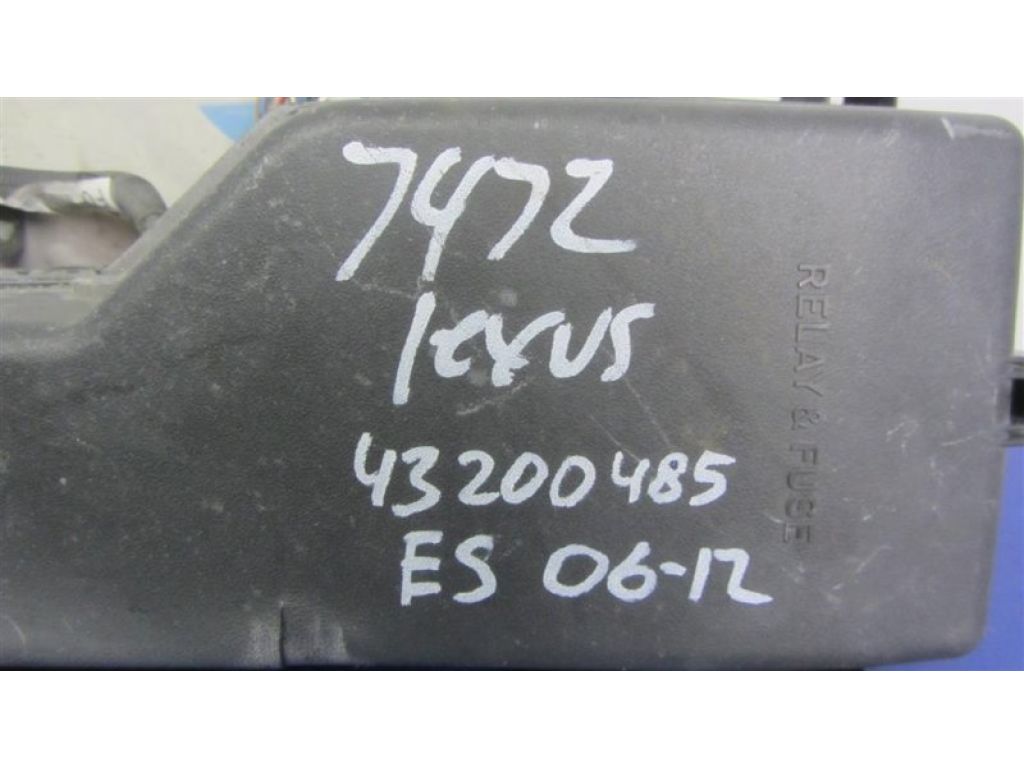 7472
lexus
43200485
ES 06-12
RELAY & FUSE